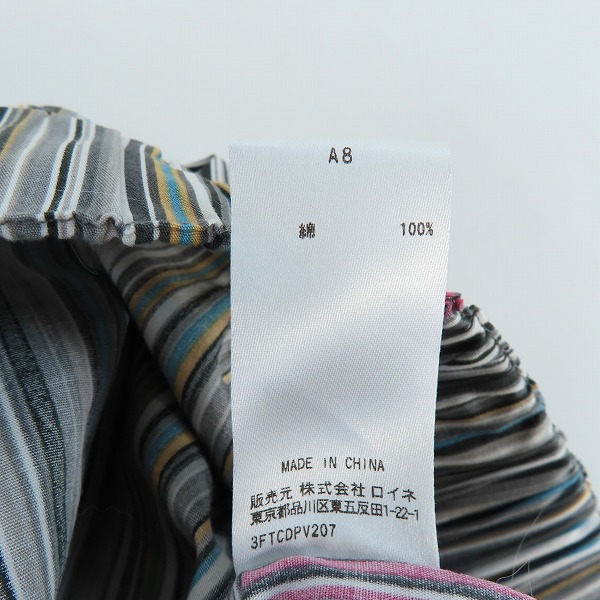 A8
綿 100%
MADE IN CHINA
販売元 株式会社ロイネ
東京都品川区東五反田1-22-1
3FTCDPV207